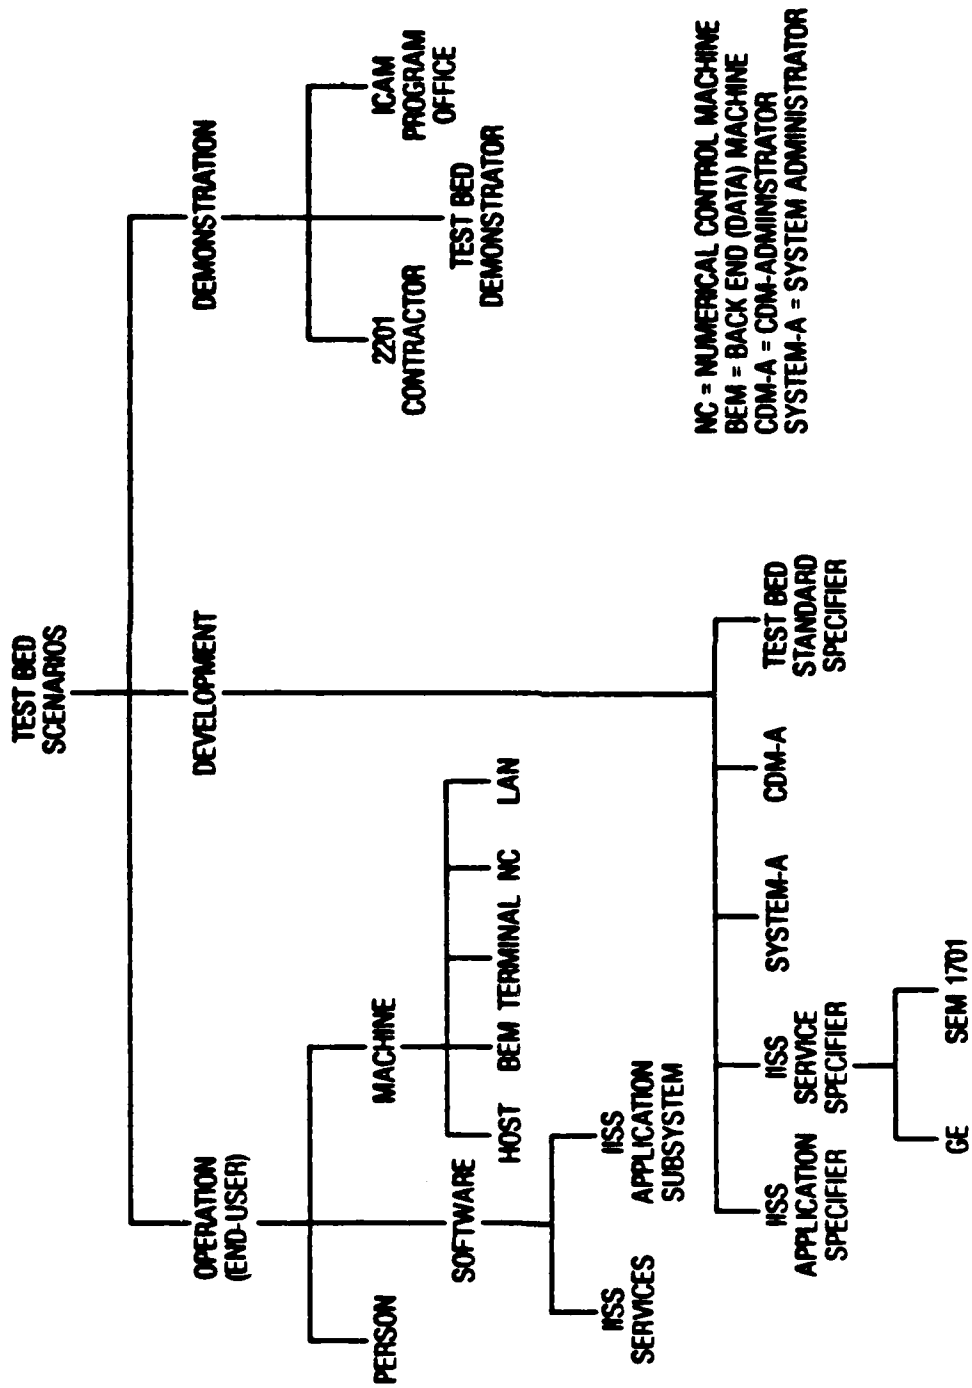 TEST BED
SCENARIOS
OPERATION
(END-USER)
DEVELOPMENT
DEMONSTRATION
PERSON
SOFTWARE
MACHINE
2201
CONTRACTOR
TEST BED
DEMONSTRATOR
ICAM
PROGRAM
OFFICE
HOST
BEM
TERMINAL
NC
LAN
IISS
SERVICES
IISS
APPLICATION
SUBSYSTEM
IISS
APPLICATION
SPECIFIER
IISS
SERVICE
SPECIFIER
SYSTEM-A
CDM-A
TEST BED
STANDARD
SPECIFIER
GE
SEM 1701
NC = NUMERICAL CONTROL MACHINE
BEM = BACK END (DATA) MACHINE
CDM-A = CDM-ADMINISTRATOR
SYSTEM-A = SYSTEM ADMINISTRATOR